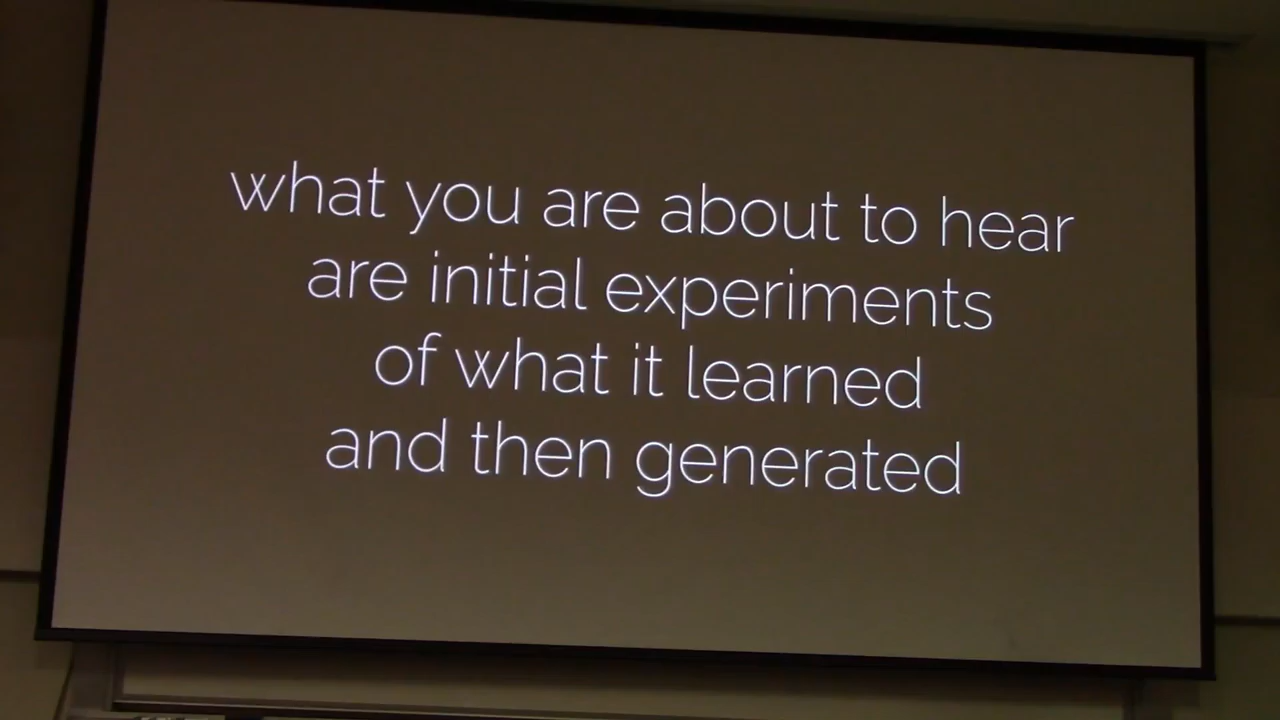 what you are about to hear
are initial experiments
of what it learned
and then generated